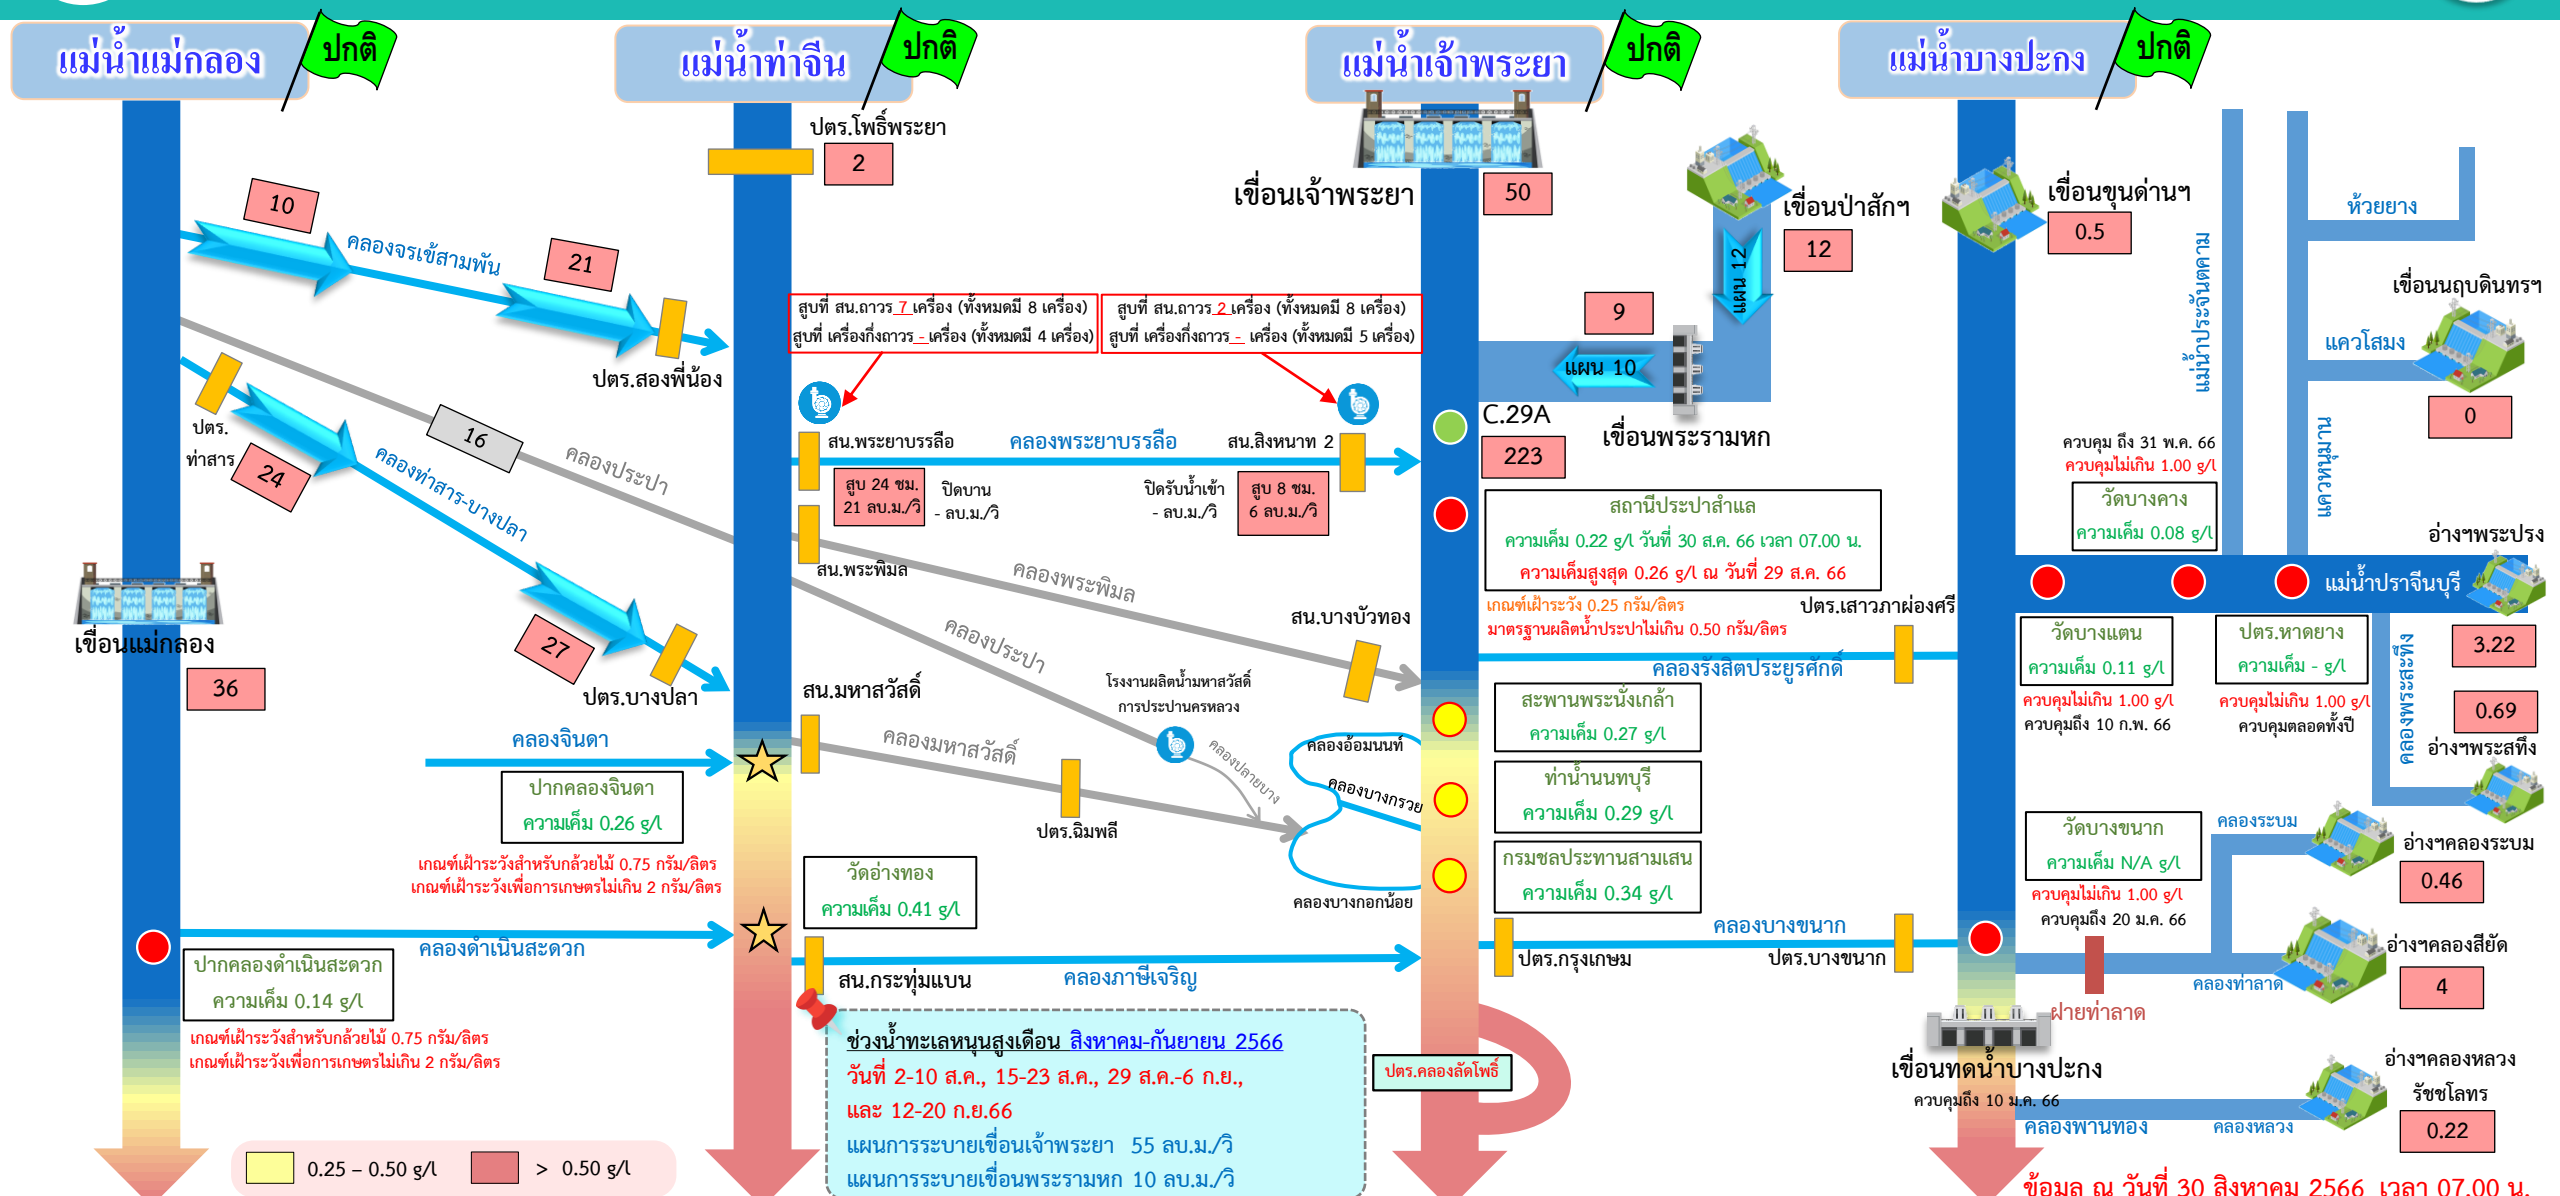 แม่น้ำแม่กลอง
ปกติ
แม่น้ำท่าจีน
ปกติ
แม่น้ำเจ้าพระยา
ปกติ
แม่น้ำบางปะกง
ปกติ
10
คลองจรเข้สามพัน
21
ปตร.สองพี่น้อง
ปตร.
ท่าสาร
24
คลองท่าสาร-บางปลา
16
คลองประปา
27
ปตร.บางปลา
เขื่อนแม่กลอง
36
คลองจินดา
ปากคลองจินดา
ความเค็ม 0.26 g/l
เกณฑ์เฝ้าระวังสำหรับกล้วยไม้ 0.75 กรัม/ลิตร
เกณฑ์เฝ้าระวังเพื่อการเกษตรไม่เกิน 2 กรัม/ลิตร
คลองดำเนินสะดวก
ปากคลองดำเนินสะดวก
ความเค็ม 0.14 g/l
เกณฑ์เฝ้าระวังสำหรับกล้วยไม้ 0.75 กรัม/ลิตร
เกณฑ์เฝ้าระวังเพื่อการเกษตรไม่เกิน 2 กรัม/ลิตร
0.25 – 0.50 g/l
> 0.50 g/l
ปตร.โพธิ์พระยา
2
สูบที่ สน.ถาวร 7 เครื่อง (ทั้งหมดมี 8 เครื่อง)
สูบที่ เครื่องกึ่งถาวร - เครื่อง (ทั้งหมดมี 4 เครื่อง)
สูบที่ สน.ถาวร 2 เครื่อง (ทั้งหมดมี 8 เครื่อง)
สูบที่ เครื่องกึ่งถาวร - เครื่อง (ทั้งหมดมี 5 เครื่อง)
สน.พระยาบรรลือ
คลองพระยาบรรลือ
สน.สิงหนาท 2
สูบ 24 ชม.
21 ลบ.ม./วิ
ปิดบาน
- ลบ.ม./วิ
ปิดรับน้ำเข้า
- ลบ.ม./วิ
สูบ 8 ชม.
6 ลบ.ม./วิ
สน.พระพิมล
คลองพระพิมล
สน.บางบัวทอง
คลองประปา
โรงงานผลิตน้ำมหาสวัสดิ์
การประปานครหลวง
สน.มหาสวัสดิ์
คลองมหาสวัสดิ์
ปตร.ฉิมพลี
คลองปลายบาง
คลองอ้อมนนท์
คลองบางกรวย
คลองบางกอกน้อย
วัดอ่างทอง
ความเค็ม 0.41 g/l
สน.กระทุ่มแบน
คลองภาษีเจริญ
ช่วงน้ำทะเลหนุนสูงเดือน สิงหาคม-กันยายน 2566
วันที่ 2-10 ส.ค., 15-23 ส.ค., 29 ส.ค.-6 ก.ย.,
และ 12-20 ก.ย.66
แผนการระบายเขื่อนเจ้าพระยา 55 ลบ.ม./วิ
แผนการระบายเขื่อนพระรามหก 10 ลบ.ม./วิ
เขื่อนเจ้าพระยา
50
เขื่อนป่าสักฯ
12
แผน 12
9
แผน 10
เขื่อนพระรามหก
C.29A
223
สถานีประปาสำแล
ความเค็ม 0.22 g/l วันที่ 30 ส.ค. 66 เวลา 07.00 น.
ความเค็มสูงสุด 0.26 g/l ณ วันที่ 29 ส.ค. 66
เกณฑ์เฝ้าระวัง 0.25 กรัม/ลิตร
มาตรฐานผลิตน้ำประปาไม่เกิน 0.50 กรัม/ลิตร
ปตร.เสาวภาผ่องศรี
คลองรังสิตประยูรศักดิ์
สะพานพระนั่งเกล้า
ความเค็ม 0.27 g/l
ท่าน้ำนนทบุรี
ความเค็ม 0.29 g/l
กรมชลประทานสามเสน
ความเค็ม 0.34 g/l
ปตร.กรุงเกษม
คลองบางขนาก
ปตร.บางขนาก
ปตร.คลองลัดโพธิ์
เขื่อนขุนด่านฯ
0.5
แม่น้ำประจันตคาม
ห้วยยาง
เขื่อนนฤบดินทรฯ
แควโสมง
0
แควหนุมาน
ควบคุม ถึง 31 พ.ค. 66
ควบคุมไม่เกิน 1.00 g/l
วัดบางคาง
ความเค็ม 0.08 g/l
อ่างฯพระปรง
แม่น้ำปราจีนบุรี
3.22
วัดบางแตน
ความเค็ม 0.11 g/l
ควบคุมไม่เกิน 1.00 g/l
ควบคุมถึง 10 ก.พ. 66
ปตร.หาดยาง
ความเค็ม - g/l
ควบคุมไม่เกิน 1.00 g/l
ควบคุมตลอดทั้งปี
คลองพระสะทึง
0.69
อ่างฯพระสทึง
วัดบางขนาก
ความเค็ม N/A g/l
ควบคุมไม่เกิน 1.00 g/l
ควบคุมถึง 20 ม.ค. 66
คลองระบม
อ่างฯคลองระบม
0.46
อ่างฯคลองสียัด
4
คลองท่าลาด
ฝายท่าลาด
เขื่อนทดน้ำบางปะกง
ควบคุมถึง 10 ม.ค. 66
คลองพานทอง
คลองหลวง
อ่างฯคลองหลวง
รัชชโลทร
0.22
ข้อมูล ณ วันที่ 30 สิงหาคม 2566 เวลา 07.00 น.